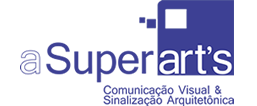 aSuperart's
Comunicação Visual &
Sinalização Arquitetônica